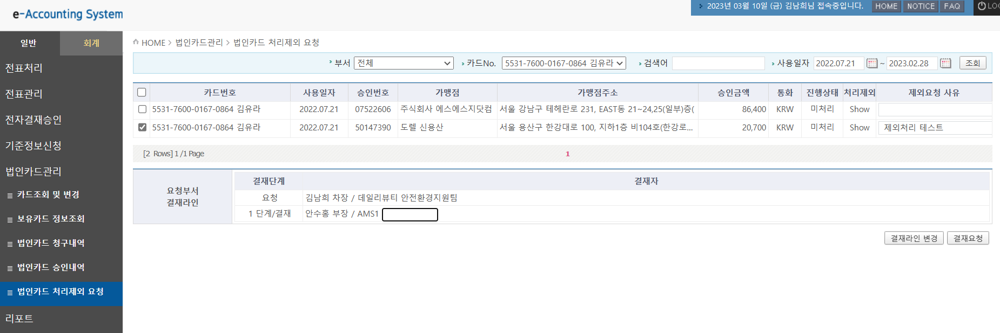 e-Accounting System
2023년 03월 10일 (금) 김남희님 접속중입니다. HOME NOTICE FAQ
일반 회계
전표처리
전표관리
전자결재승인
기준정보신청
법인카드관리
카드조회 및 변경
보유카드 정보조회
법인카드 청구내역
법인카드 승인내역
법인카드 처리제외 요청
리포트
HOME > 법인카드관리 > 법인카드 처리제외 요청
부서 전체 카드No. 5531-7600-0167-0864 김유라 검색어 사용일자 2022.07.21 ~ 2023.02.28 조회
카드번호 사용일자 승인번호 가맹점 가맹점주소 승인금액 통화 진행상태 처리제외 제외요청 사유
5531-7600-0167-0864 김유라 2022.07.21 07522606 주식회사 에스에스지닷컴 서울 강남구 테헤란로 231, EAST동 21~24,25(일부)층( 86,400 KRW 미처리 Show
5531-7600-0167-0864 김유라 2022.07.21 50147390 도렐 신용산 서울 용산구 한강대로 100, 지하1층 비104호(한강로... 20,700 KRW 미처리 Show 제외처리 테스트
[2 Rows] 1 /1 Page 1
요청부서
결재라인
결재단계 결재자
요청 김남희 차장 / 데일리뷰티 안전환경지원팀
1 단계/결재 안수홍 부장 / AMS1
결재라인 변경 결재요청